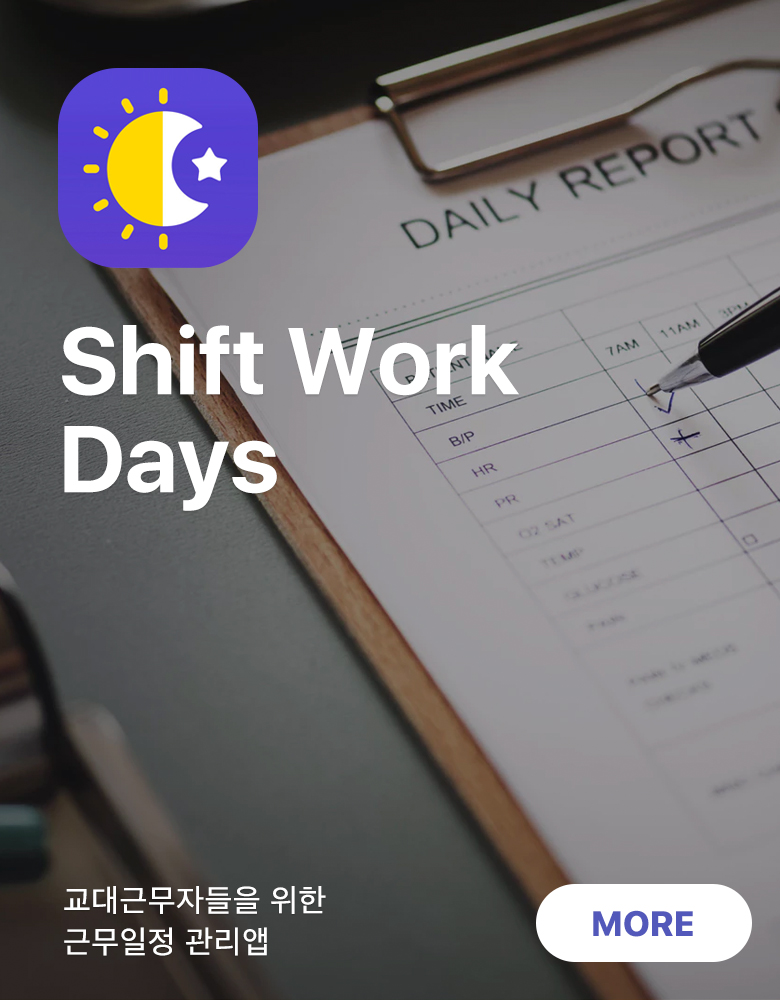 DAILY REPORT
Shift Work
Days
7AM
11AM
3PM
TIME
B/P
HR
PR
O2 SAT
TEMP
GLUCOSE
PAIN
교대근무자들을 위한
근무일정 관리앱
MORE